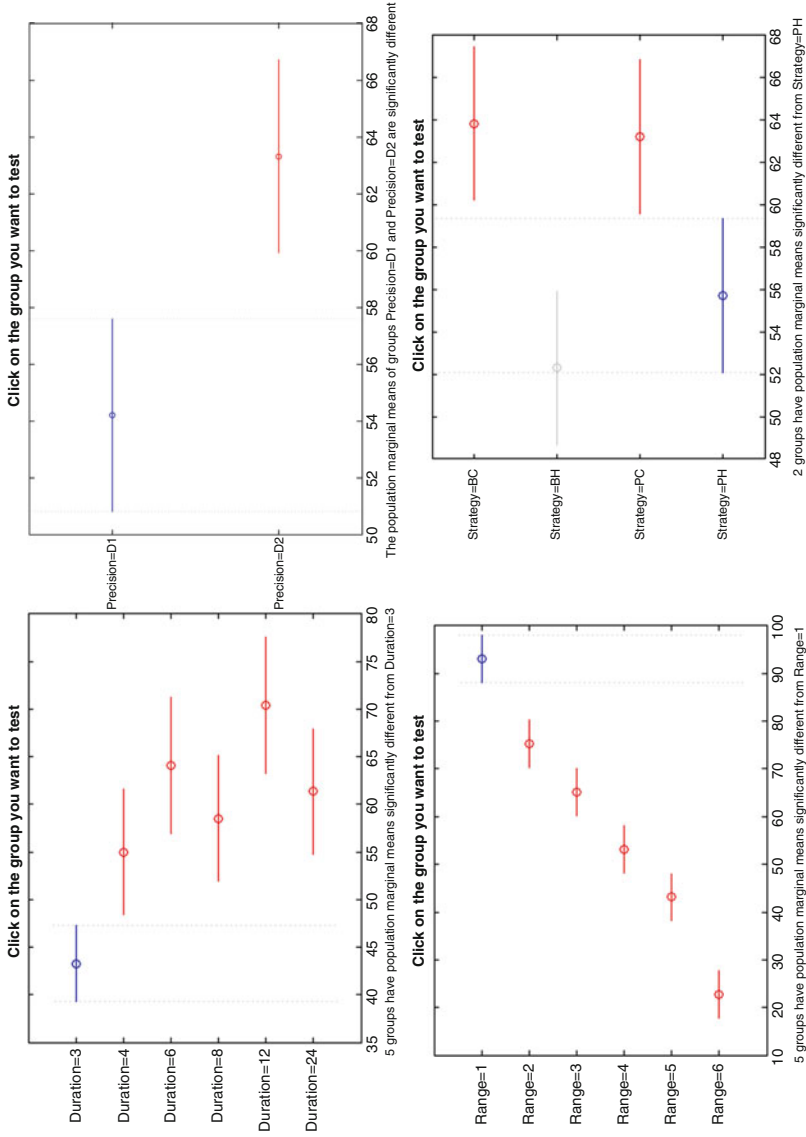 Click on the group you want to test
Duration=3
Duration=4
Duration=6
Duration=8
Duration=12
Duration=24
35 40 45 50 55 60 65 70 75 80
5 groups have population marginal means significantly different from Duration=3
Click on the group you want to test
Precision=D1
Precision=D2
50 51 54 56 58 60 62 64 66 68
The population marginal means of groups Precision=D1 and Precision=D2 are significantly different
Click on the group you want to test
Range=1
Range=2
Range=3
Range=4
Range=5
Range=6
10 20 30 40 50 60 70 80 90 100
5 groups have population marginal means significantly different from Range=1
Click on the group you want to test
Strategy=BC
Strategy=BH
Strategy=PC
Strategy=PH
48 50 52 54 56 58 60 62 64 66 68
2 groups have population marginal means significantly different from Strategy=PH